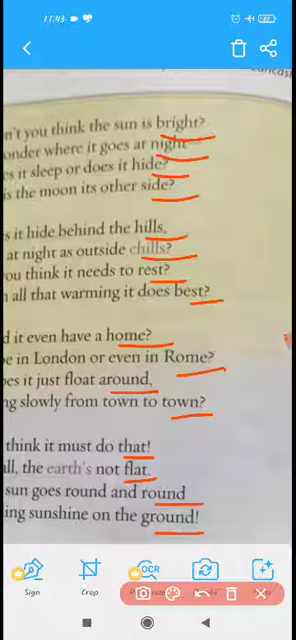 11:43
ancast
n't you think the sun is bright?
onder where it goes at night
es it sleep or does it hide?
is the moon its other side?
s it hide behind the hills,
at night as outside chills?
you think it needs to rest?
all that warming it does best?
d it even have a home?
e in London or even in Rome?
es it just float around,
ng slowly from town to town?
think it must do that!
ll, the earth's not flat.
sun goes round and round
ing sunshine on the ground!
Sign
Crop
OCR